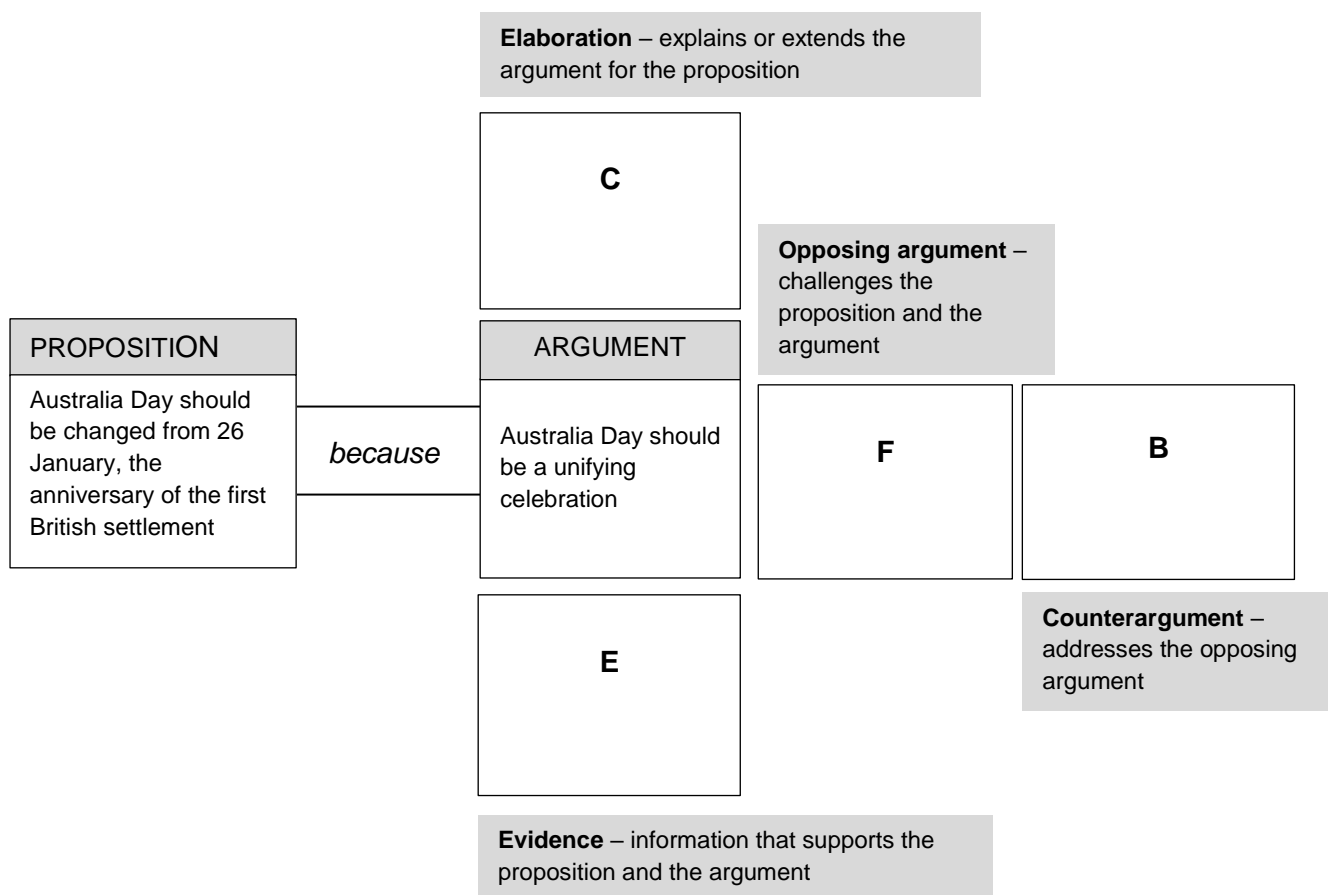 Elaboration – explains or extends the
argument for the proposition
C
Opposing argument –
challenges the
proposition and the
argument
PROPOSITION
Australia Day should
be changed from 26
January, the
anniversary of the first
British settlement
because
ARGUMENT
Australia Day should
be a unifying
celebration
F
B
Counterargument –
addresses the opposing
argument
E
Evidence – information that supports the
proposition and the argument